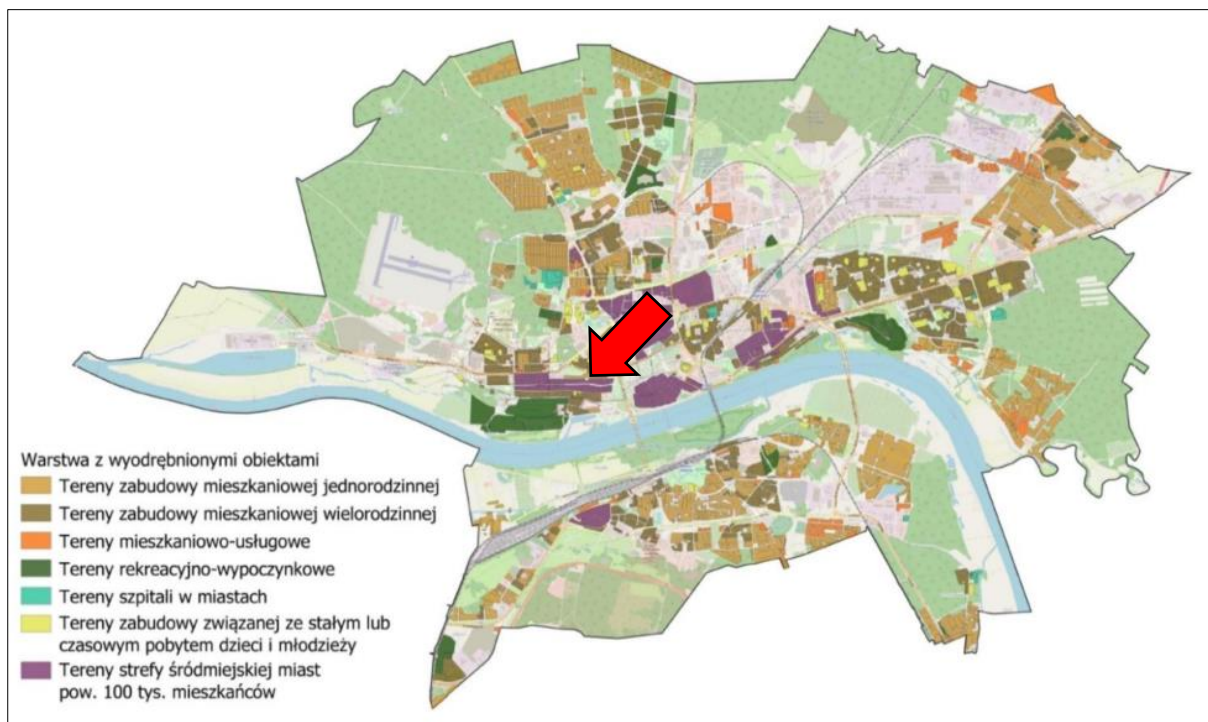 Warstwa z wyodrębnionymi obiektami
Tereny zabudowy mieszkaniowej jednorodzinnej
Tereny zabudowy mieszkaniowej wielorodzinnej
Tereny mieszkaniowo-usługowe
Tereny rekreacyjno-wypoczynkowe
Tereny szpitali w miastach
Tereny zabudowy związanej ze stałym lub
czasowym pobytem dzieci i młodzieży
Tereny strefy śródmiejskiej miast
pow. 100 tys. mieszkańców